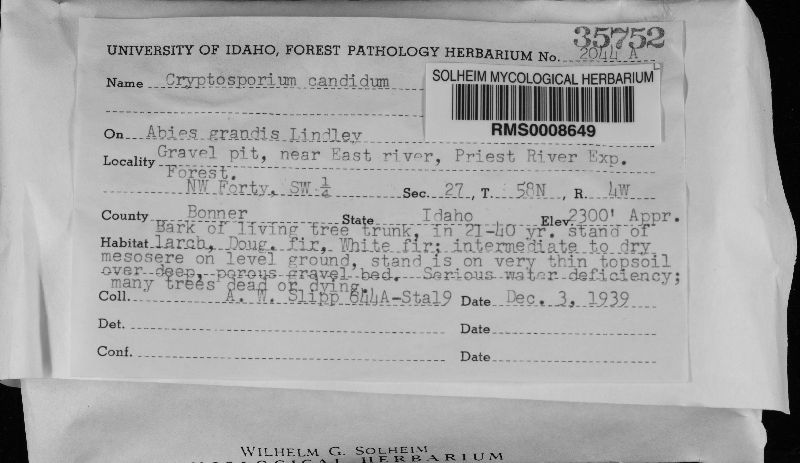 35752
UNIVERSITY OF IDAHO, FOREST PATHOLOGY HERBARIUM No. 2044 A
Name Cryptosporium candidum
SOLHEIM MYCOLOGICAL HERBARIUM
RMS0008649
On Abies grandis Lindley
Locality Gravel pit, near East river, Priest River Exp.
Forest.
NW Forty, SW ¼ Sec. 27, T. 58N, R. 4W
County Bonner State Idaho Elev. 2300' Appr.
Habitat Bark of living tree trunk, in 21-40 yr. stand of
larch, Doug. fir, White fir; intermediate to dry
mesosere on level ground, stand is on very thin topsoil
over deep, porous gravel bed. Serious water deficiency;
many trees dead or dying.
Coll. A. W. Slipp 644A-Sta19 Date Dec. 3, 1939
Det. Date
Conf. Date
WILHELM G. SOLHEIM
HERBARIUM